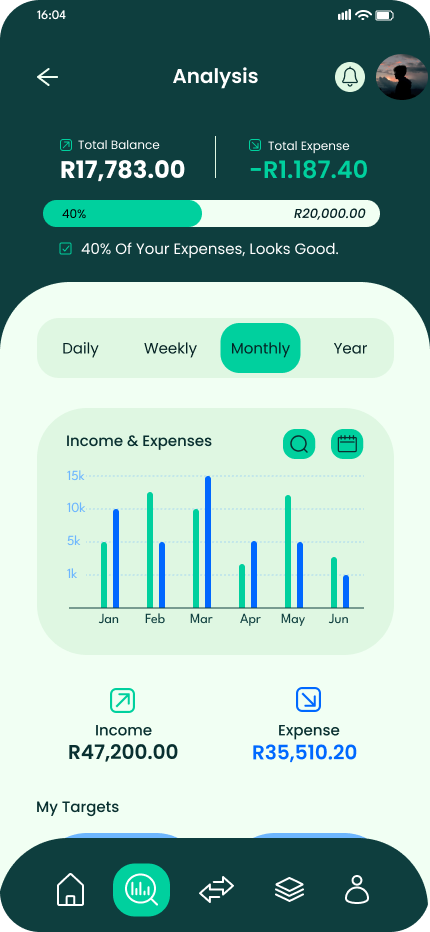 16:04
Analysis
Total Balance
Total Expense
R17,783.00
-R1.187.40
40%
R20,000.00
40% Of Your Expenses, Looks Good.
Daily Weekly Monthly Year
Income & Expenses
15k
10k
5k
1k
Jan Feb Mar Apr May Jun
Income
Expense
R47,200.00
R35,510.20
My Targets